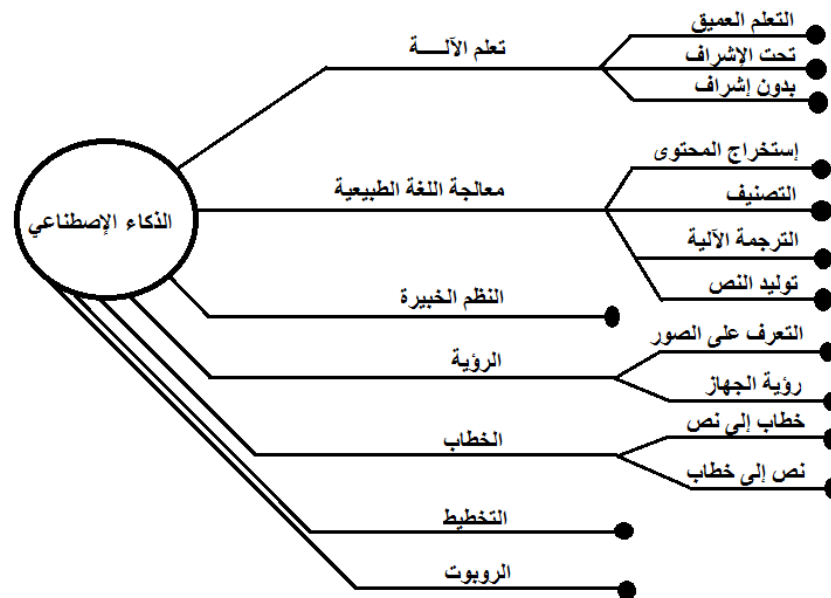 الذكاء الإصطناعي
تعلم الآلـــــة
التعلم العميق
تحت الإشراف
بدون إشراف
معالجة اللغة الطبيعية
إستخراج المحتوى
التصنيف
الترجمة الآلية
توليد النص
النظم الخبيرة
الرؤية
التعرف على الصور
رؤية الجهاز
الخطاب
خطاب إلى نص
نص إلى خطاب
التخطيط
الروبوت